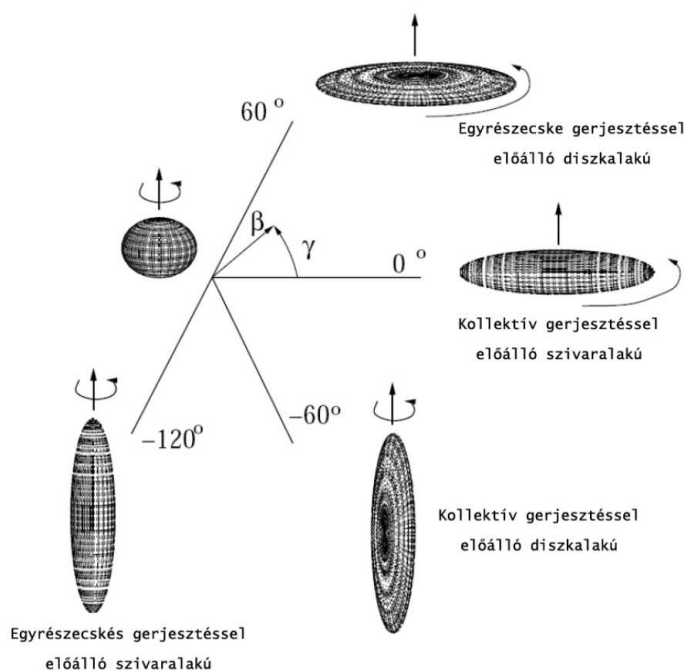 60 °
Egyrészecske gerjesztéssel
előálló diszkalakú
β
γ
0 °
Kollektív gerjesztéssel
előálló szivaralakú
−60°
−120°
Kollektív gerjesztéssel
előálló diszkalakú
Egyrészecskés gerjesztéssel
előálló szivaralakú